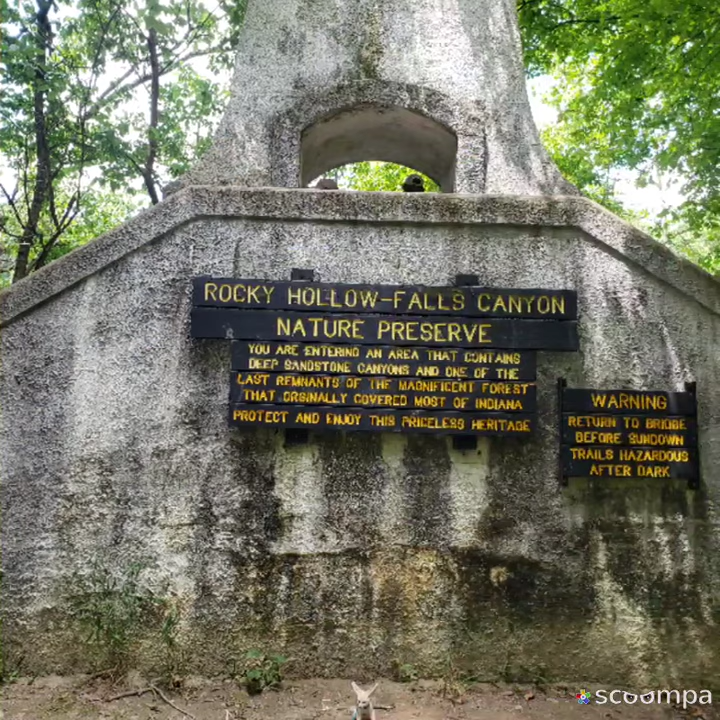 ROCKY HOLLOW-FALLS CANYON
NATURE PRESERVE
YOU ARE ENTERING AN AREA THAT CONTAINS
DEEP SANDSTONE CANYONS AND ONE OF THE
LAST REMNANTS OF THE MAGNIFICENT FOREST
THAT ORGINALLY COVERED MOST OF INDIANA
PROTECT AND ENJOY THIS PRICELESS HERITAGE
WARNING
RETURN TO BRIDGE
BEFORE SUNDOWN
TRAILS HAZARDOUS
AFTER DARK
scoompa